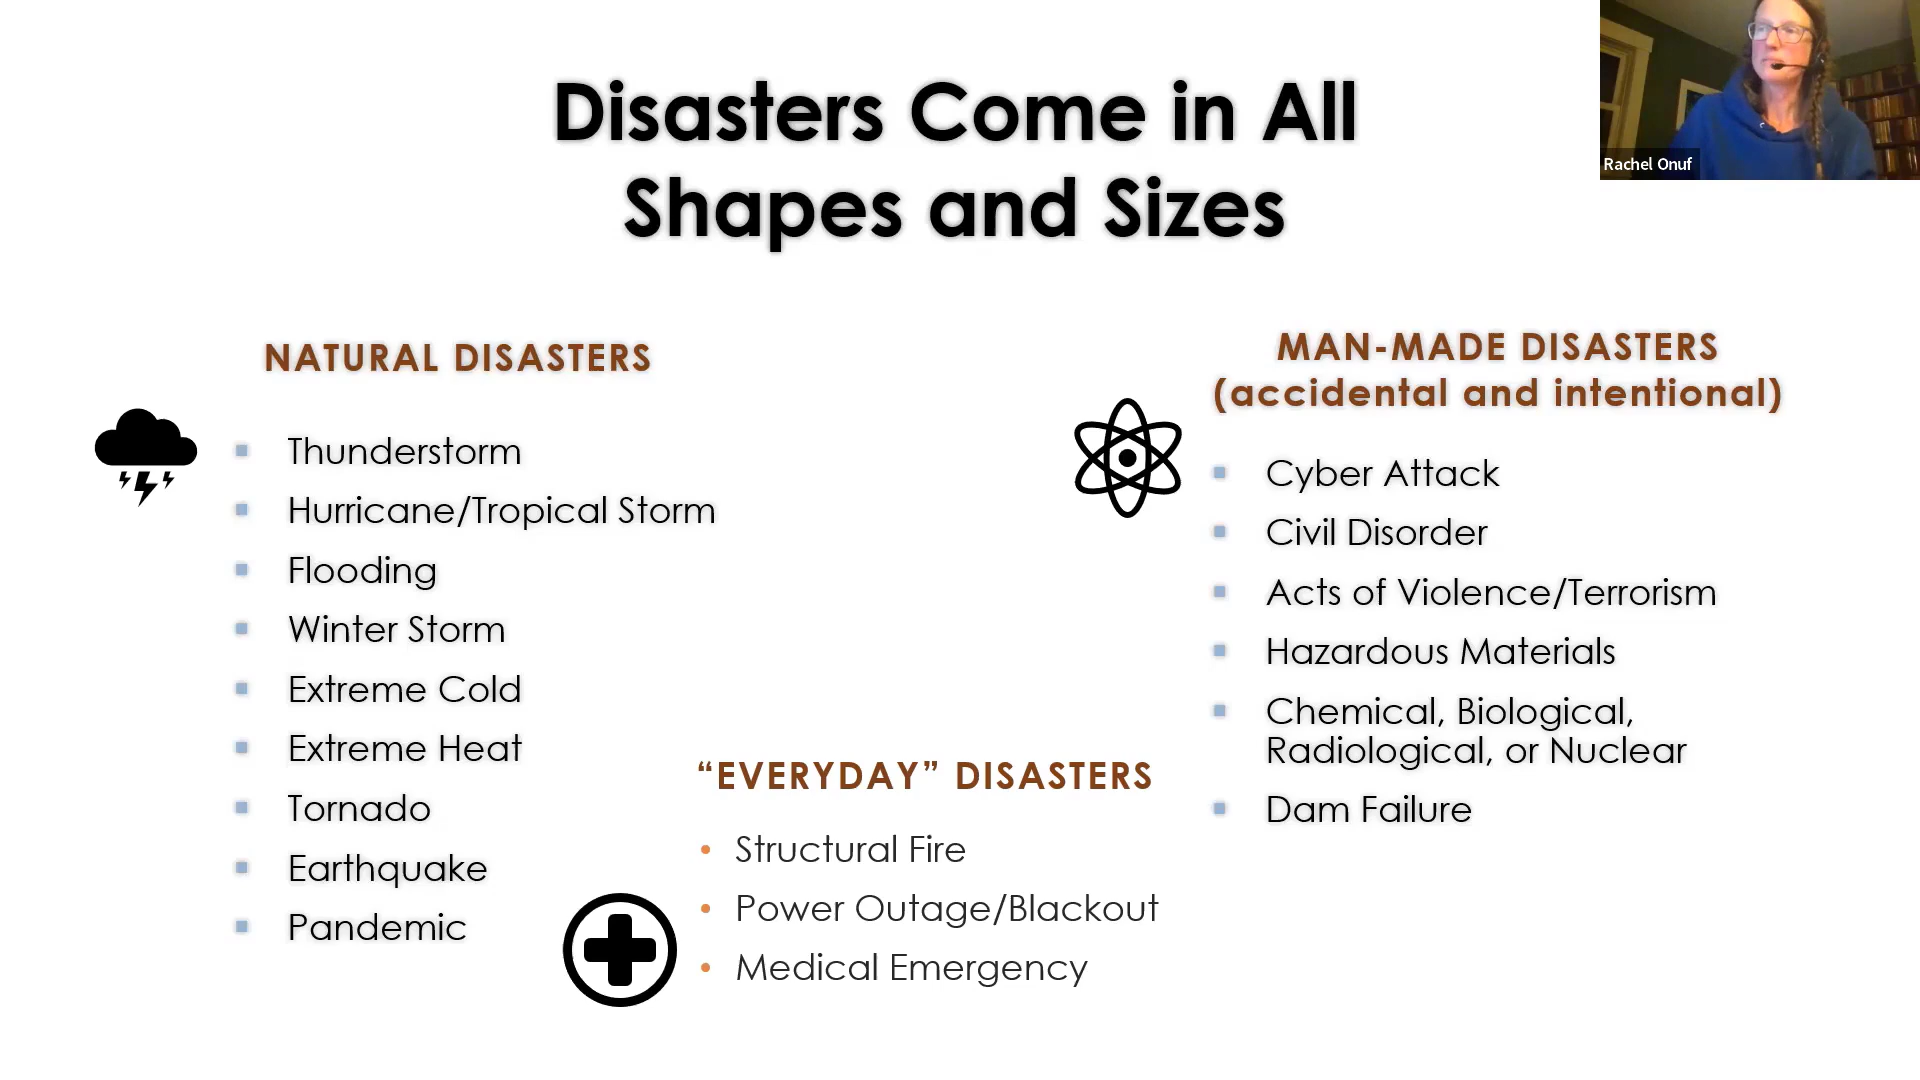 Disasters Come in All
Shapes and Sizes
Rachel Onuf
NATURAL DISASTERS
Thunderstorm
Hurricane/Tropical Storm
Flooding
Winter Storm
Extreme Cold
Extreme Heat
Tornado
Earthquake
Pandemic
“EVERYDAY” DISASTERS
Structural Fire
Power Outage/Blackout
Medical Emergency
MAN-MADE DISASTERS
(accidental and intentional)
Cyber Attack
Civil Disorder
Acts of Violence/Terrorism
Hazardous Materials
Chemical, Biological,
Radiological, or Nuclear
Dam Failure